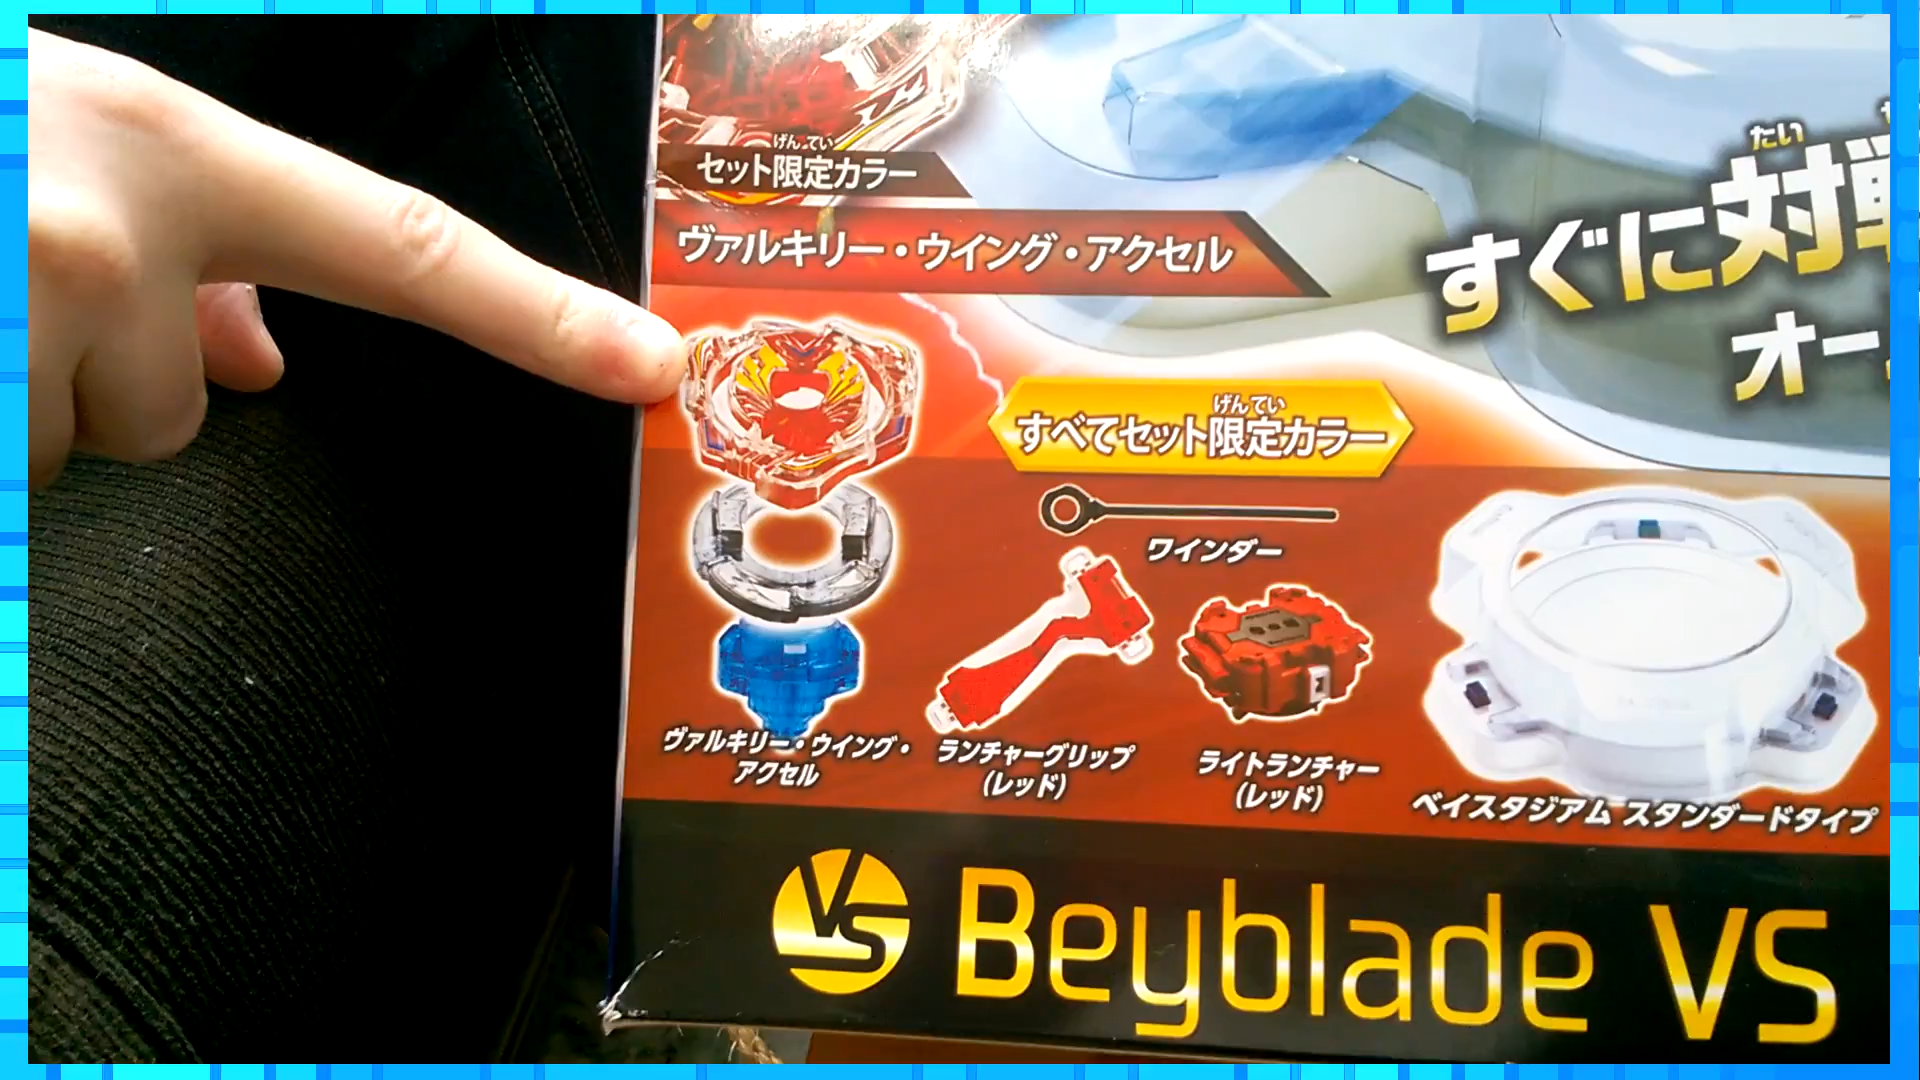 げんてい
セット限定カラー
ヴァルキリー・ウイング・アクセル
たい
すぐに対戦
オー
げんてい
すべてセット限定カラー
ワインダー
ヴァルキリー・ウイング・
アクセル
ランチャーグリップ
(レッド)
ライトランチャー
(レッド)
ベイスタジアム スタンダードタイプ
VS Beyblade VS